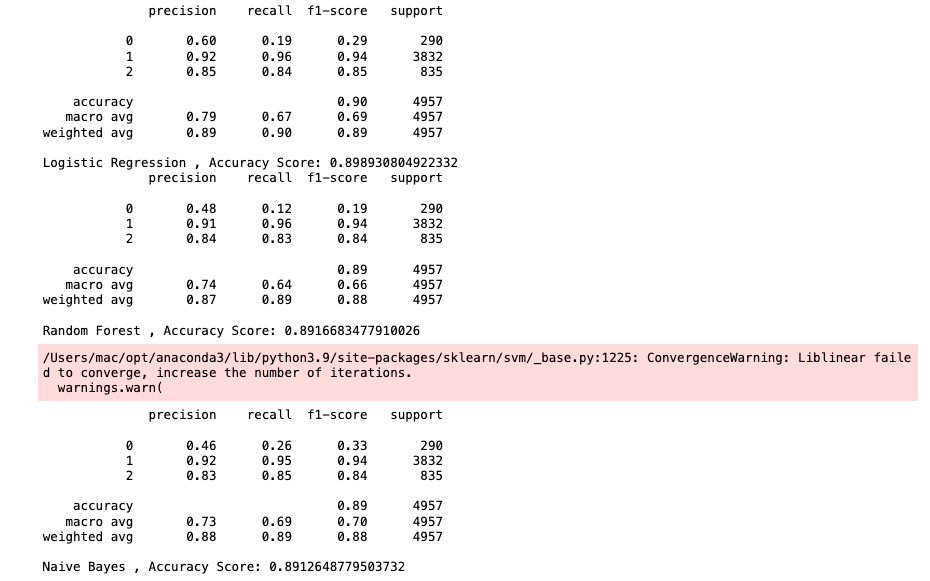 precision recall f1-score support
0 0.60 0.19 0.29 290
1 0.92 0.96 0.94 3832
2 0.85 0.84 0.85 835
accuracy 0.90 4957
macro avg 0.79 0.67 0.69 4957
weighted avg 0.89 0.90 0.89 4957
Logistic Regression , Accuracy Score: 0.898930804922332
precision recall f1-score support
0 0.48 0.12 0.19 290
1 0.91 0.96 0.94 3832
2 0.84 0.83 0.84 835
accuracy 0.89 4957
macro avg 0.74 0.64 0.66 4957
weighted avg 0.87 0.89 0.88 4957
Random Forest , Accuracy Score: 0.8916683477910026
/Users/mac/opt/anaconda3/lib/python3.9/site-packages/sklearn/svm/_base.py:1225: ConvergenceWarning: Liblinear faile
d to converge, increase the number of iterations.
warnings.warn(
precision recall f1-score support
0 0.46 0.26 0.33 290
1 0.92 0.95 0.94 3832
2 0.83 0.85 0.84 835
accuracy 0.89 4957
macro avg 0.73 0.69 0.70 4957
weighted avg 0.88 0.89 0.88 4957
Naive Bayes , Accuracy Score: 0.8912648779503732